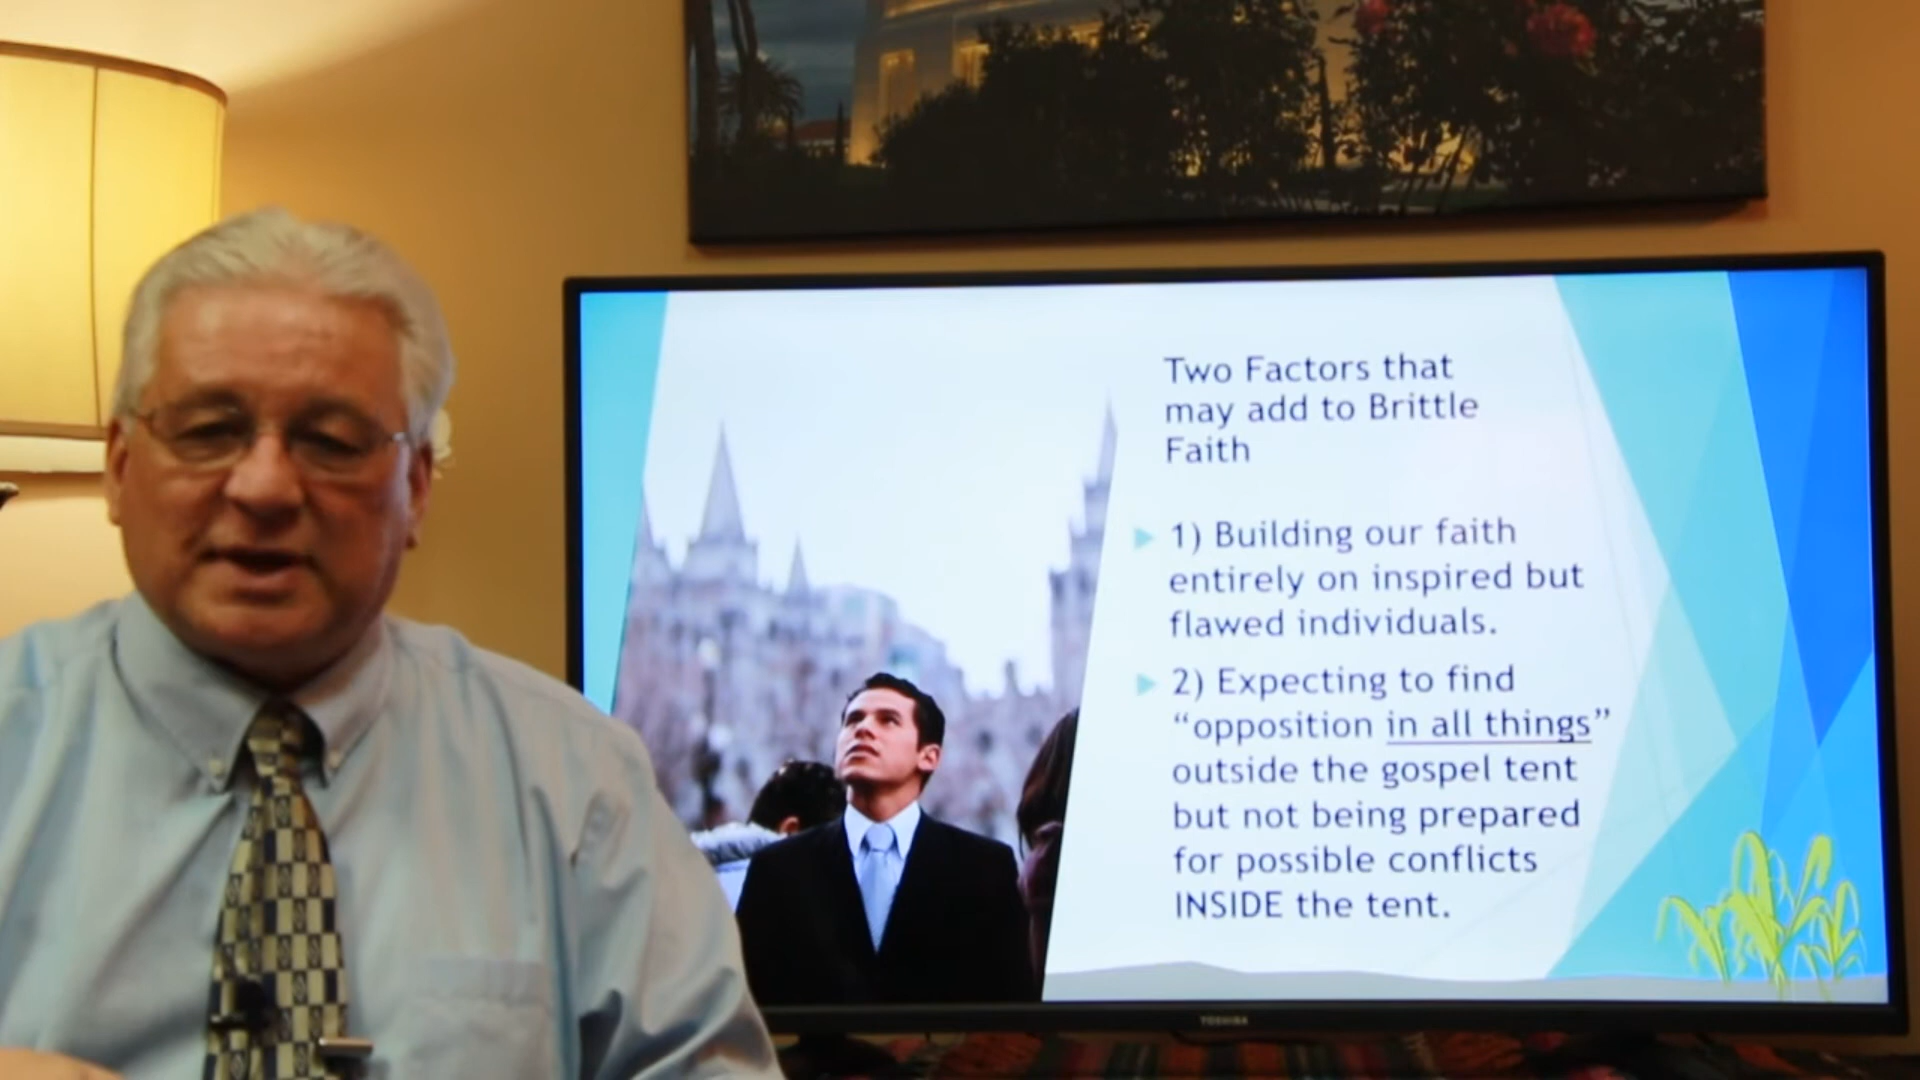 Two Factors that
may add to Brittle
Faith
1) Building our faith
entirely on inspired but
flawed individuals.
2) Expecting to find
“opposition in all things”
outside the gospel tent
but not being prepared
for possible conflicts
INSIDE the tent.
TOSHIBA